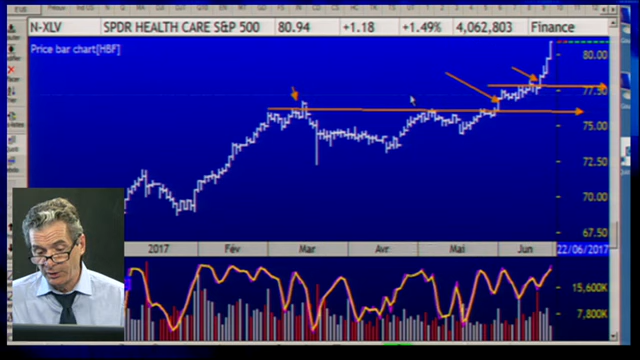 N-XLV SPDR HEALTH CARE S&P 500 80.94 +1.18 +1.49% 4,062,803 Finance
Price bar chart[HBF]
80.00
77.50
75.00
72.50
70.00
67.50
2017 Fév Mar Avr Mai Jun 22/06/2017
15,600K
7,800K